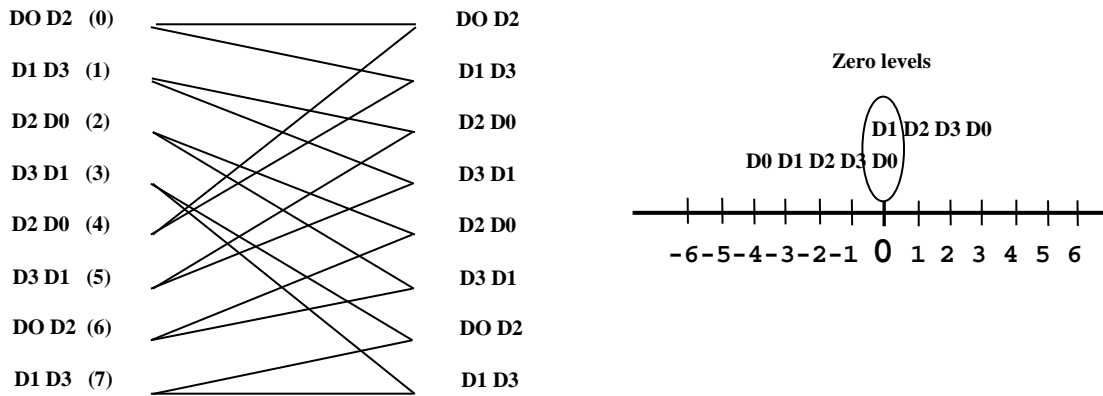 DO D2 (0) DO D2
D1 D3 (1) D1 D3
D2 D0 (2) D2 D0
D3 D1 (3) D3 D1
D2 D0 (4) D2 D0
D3 D1 (5) D3 D1
DO D2 (6) DO D2
D1 D3 (7) D1 D3
Zero levels
D1 D2 D3 D0
D0 D1 D2 D3 D0
-6 -5 -4 -3 -2 -1 0 1 2 3 4 5 6